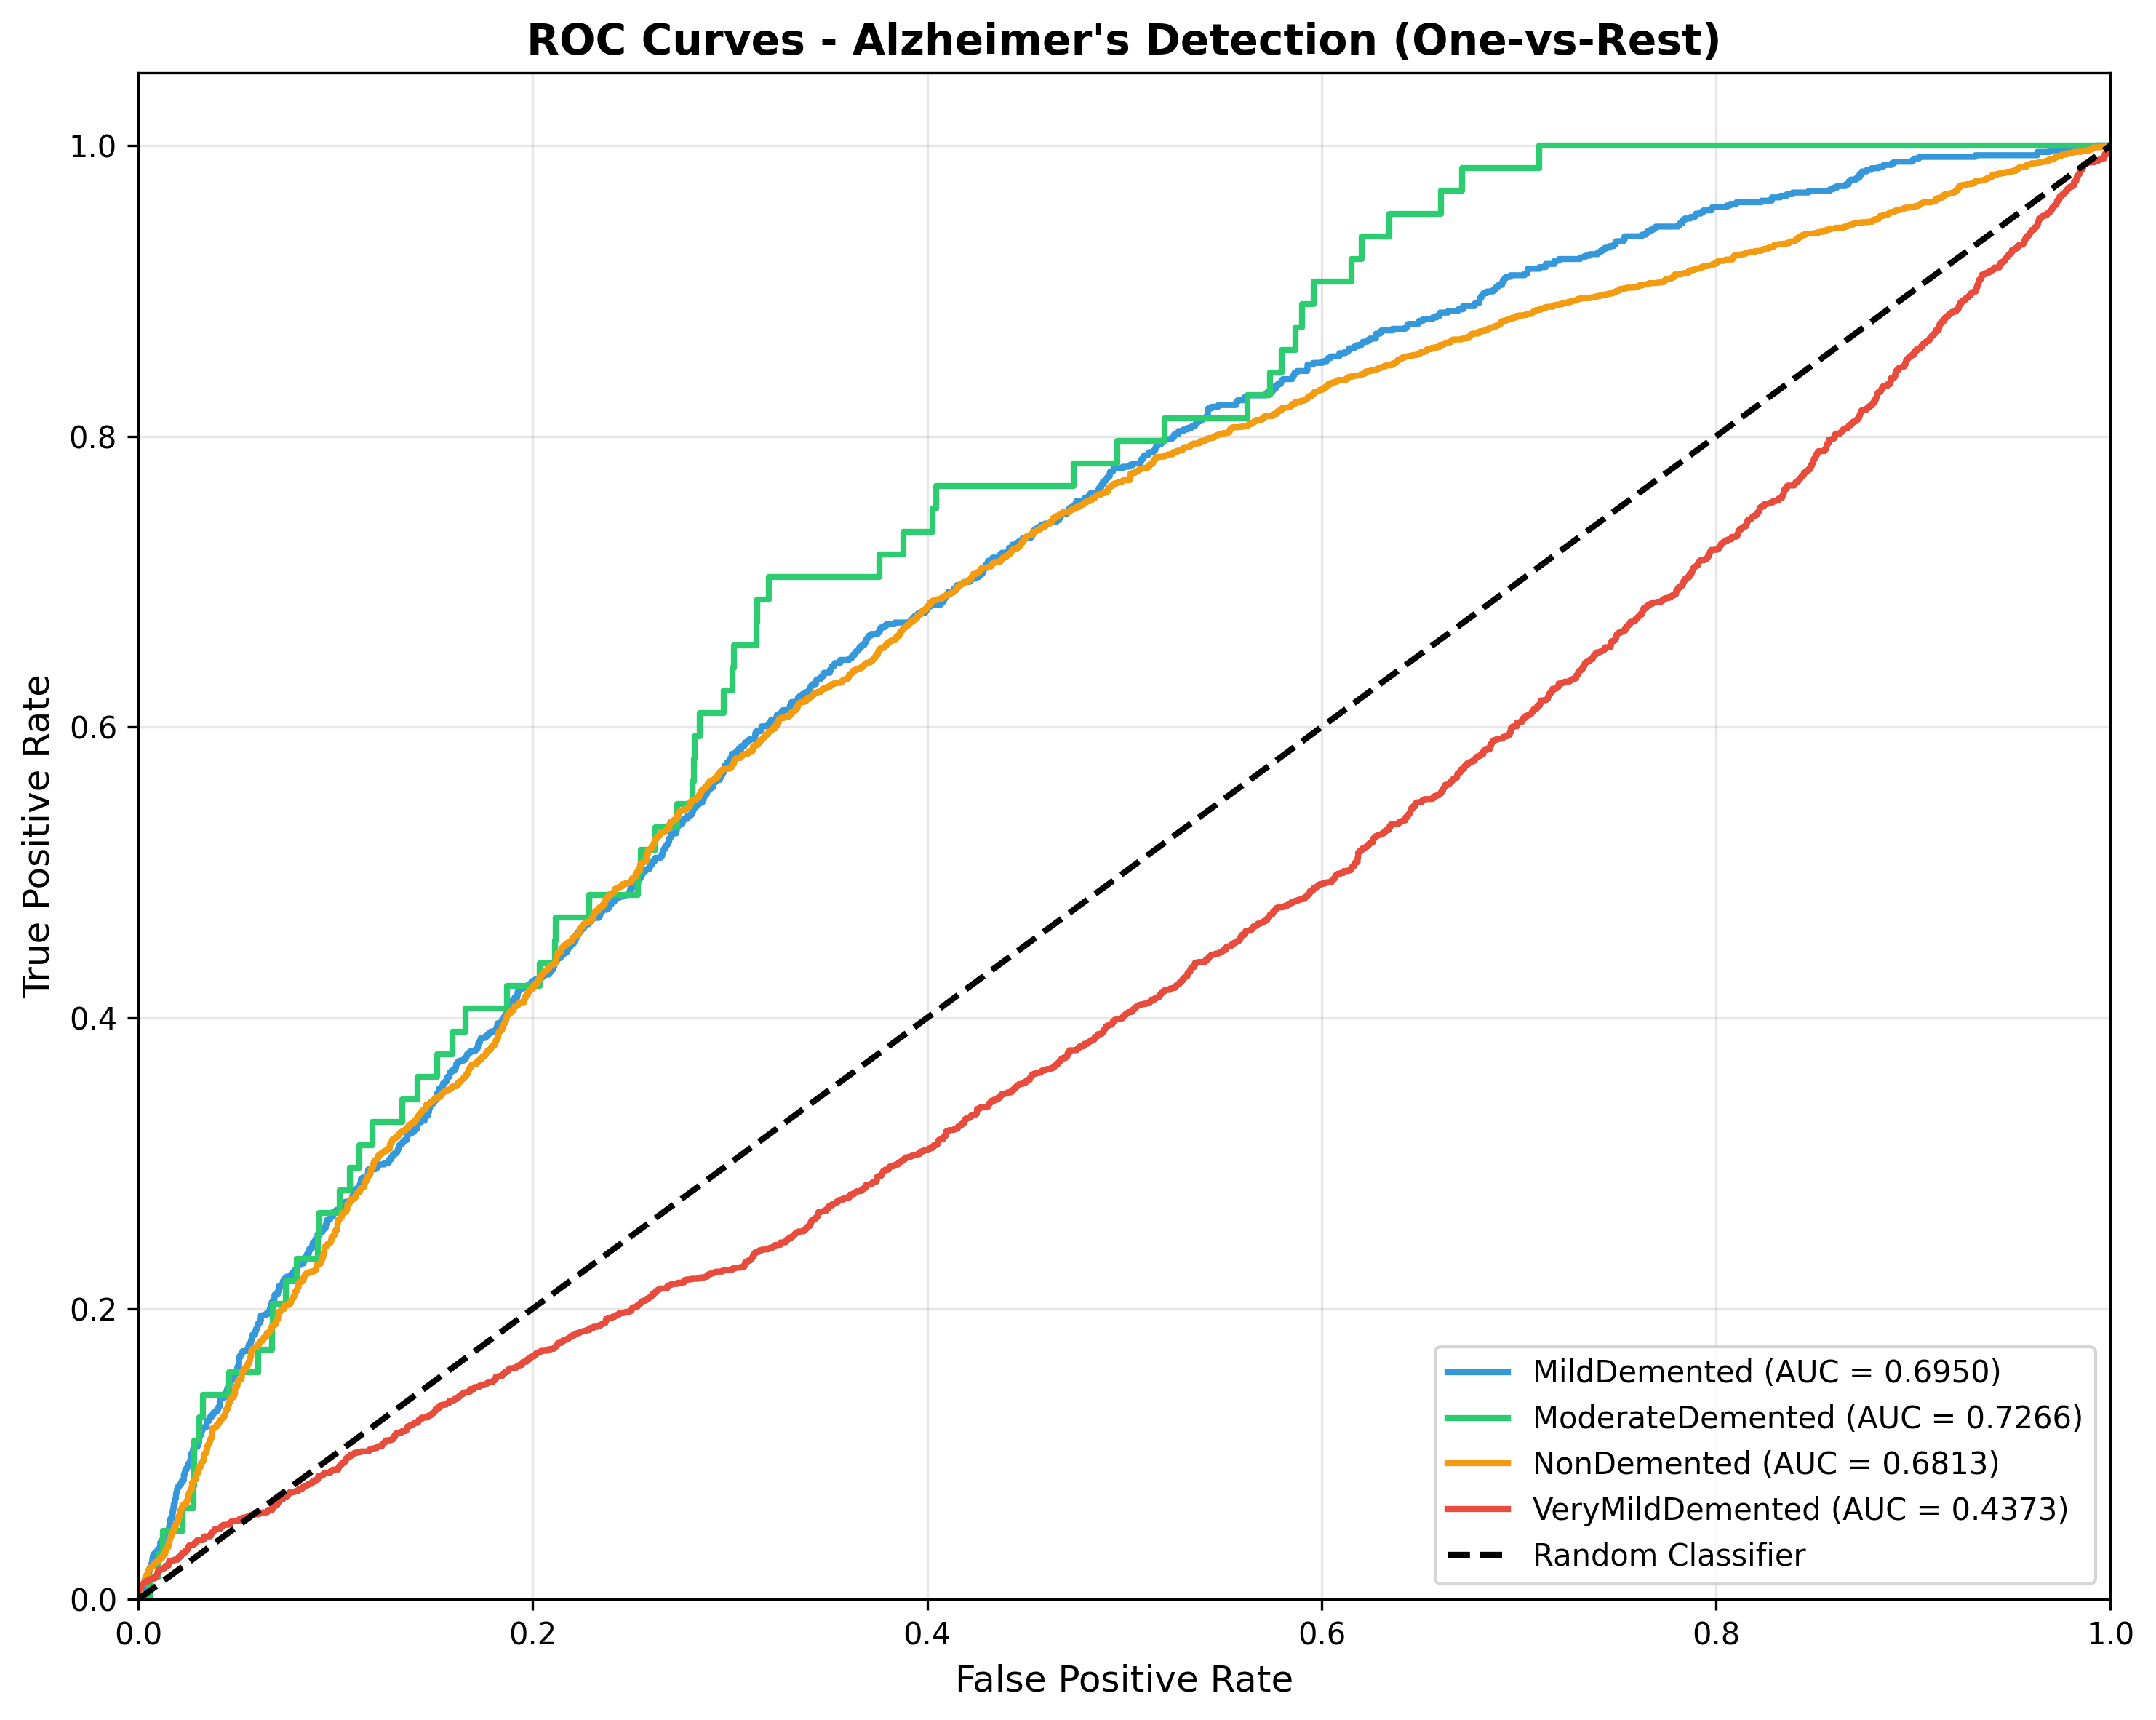 ROC Curves - Alzheimer's Detection (One-vs-Rest)
True Positive Rate
1.0
0.8
0.6
0.4
0.2
0.0
0.0 0.2 0.4 0.6 0.8 1.0
False Positive Rate
MildDemented (AUC = 0.6950)
ModerateDemented (AUC = 0.7266)
NonDemented (AUC = 0.6813)
VeryMildDemented (AUC = 0.4373)
Random Classifier